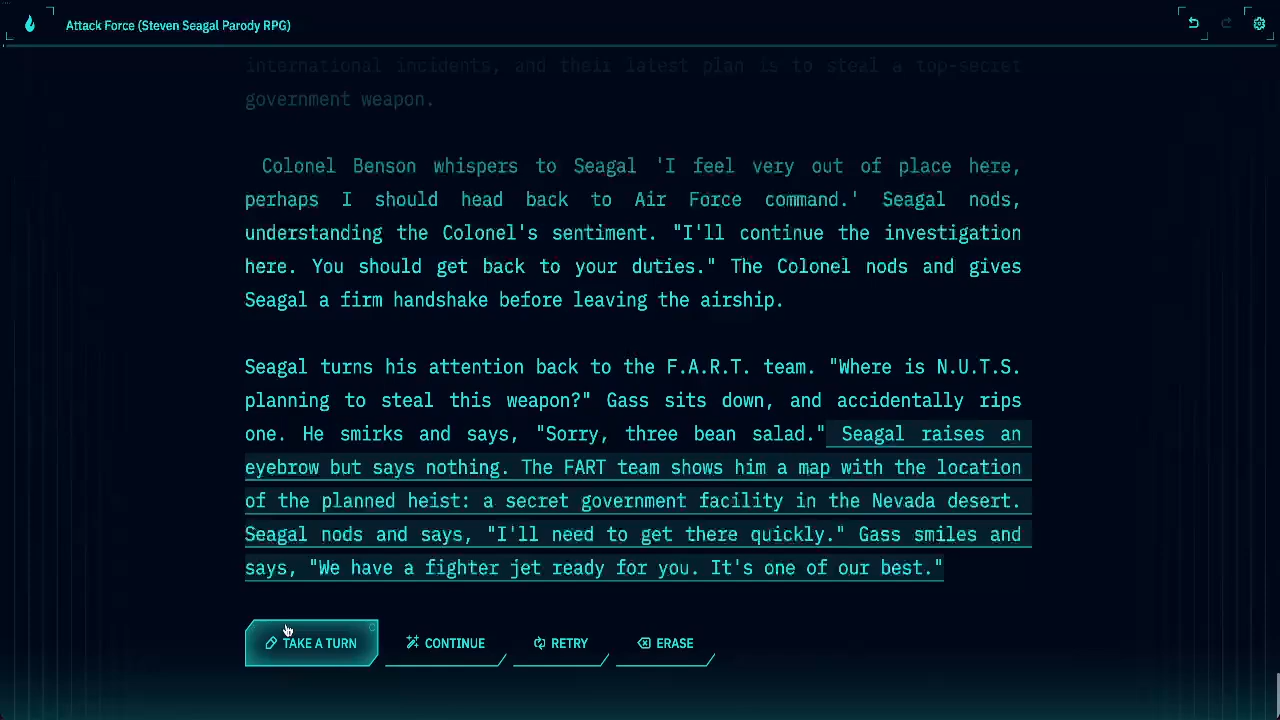 Attack Force (Steven Seagal Parody RPG)
international incidents, and their latest plan is to steal a top-secret
government weapon.
Colonel Benson whispers to Seagal 'I feel very out of place here,
perhaps I should head back to Air Force command.' Seagal nods,
understanding the Colonel's sentiment. "I'll continue the investigation
here. You should get back to your duties." The Colonel nods and gives
Seagal a firm handshake before leaving the airship.
Seagal turns his attention back to the F.A.R.T. team. "Where is N.U.T.S.
planning to steal this weapon?" Gass sits down, and accidentally rips
one. He smirks and says, "Sorry, three bean salad." Seagal raises an
eyebrow but says nothing. The FART team shows him a map with the location
of the planned heist: a secret government facility in the Nevada desert.
Seagal nods and says, "I'll need to get there quickly." Gass smiles and
says, "We have a fighter jet ready for you. It's one of our best."
TAKE A TURN CONTINUE RETRY ERASE